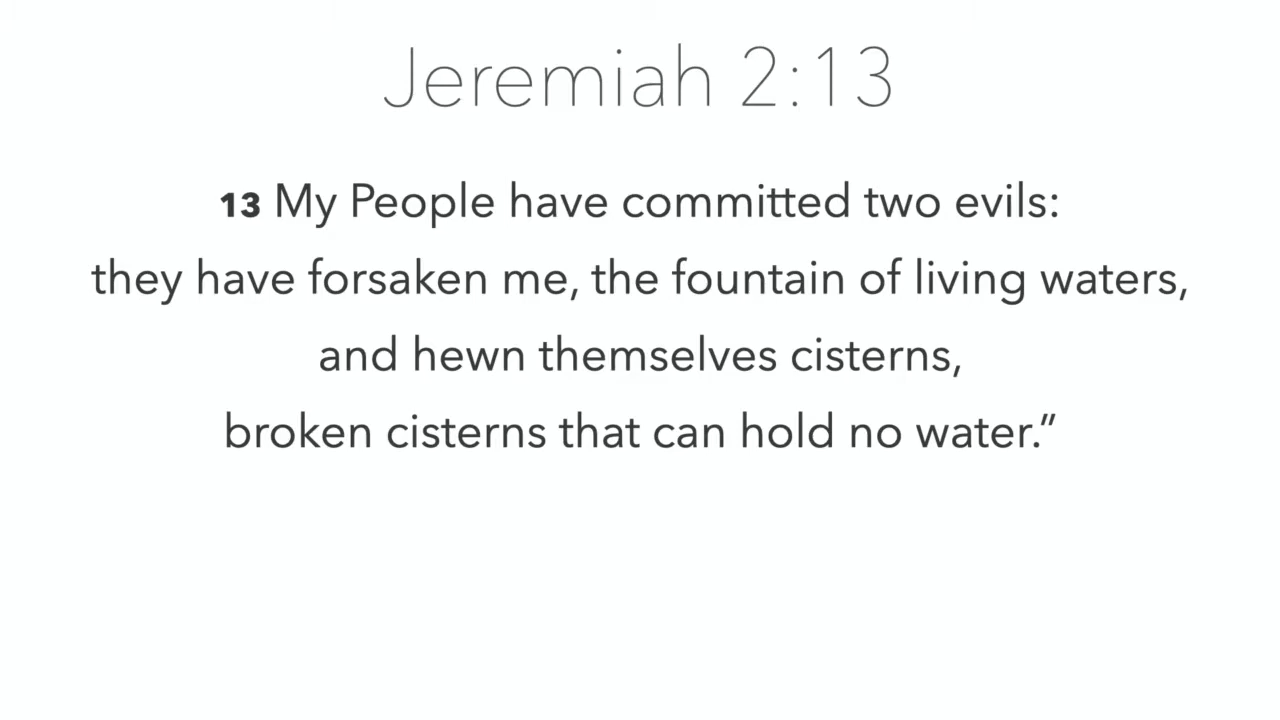 Jeremiah 2:13
13 My People have committed two evils:
they have forsaken me, the fountain of living waters,
and hewn themselves cisterns,
broken cisterns that can hold no water.”